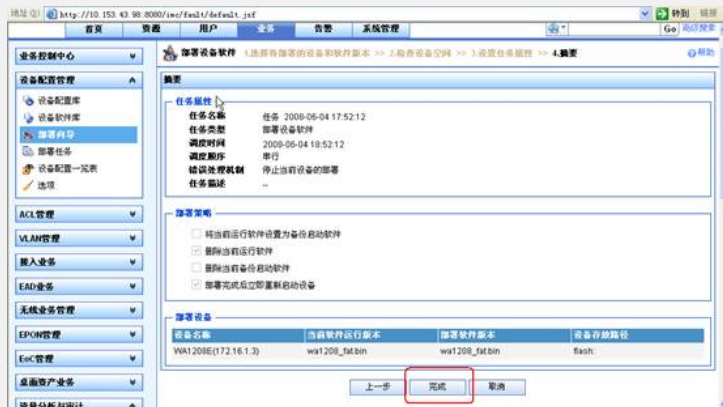 地址(D) http://10.153.43.98:8080/imc/fault/default.jsf 转到 链接
首页 资源 用户 业务 告警 系统管理 Go 高级搜索
业务控制中心
部署设备软件 1.选择待部署的设备和软件版本 >> 2.检查设备空间 >> 3.设置任务属性 >> 4.摘要 帮助
设备配置管理
设备配置库
设备软件库
部署向导
部署任务
设备配置一览表
选项
ACL管理
VLAN管理
接入业务
EAD业务
无线业务管理
EPON管理
EoC管理
桌面资产业务
摘要
任务属性
任务名称 任务 2008-06-04 17:52:12
任务类型 部署设备软件
调度时间 2008-06-04 18:52:12
调度顺序 串行
错误处理机制 停止当前设备的部署
任务描述 --
部署策略
将当前运行软件设置为备份启动软件
删除当前运行软件
删除当前备份启动软件
部署完成后立即重新启动设备
部署设备
设备名称 当前软件运行版本 部署软件版本 设备存放路径
WA1208E(172.16.1.3) wa1208_fat.bin wa1208_fat.bin flash:
上一步 完成 取消